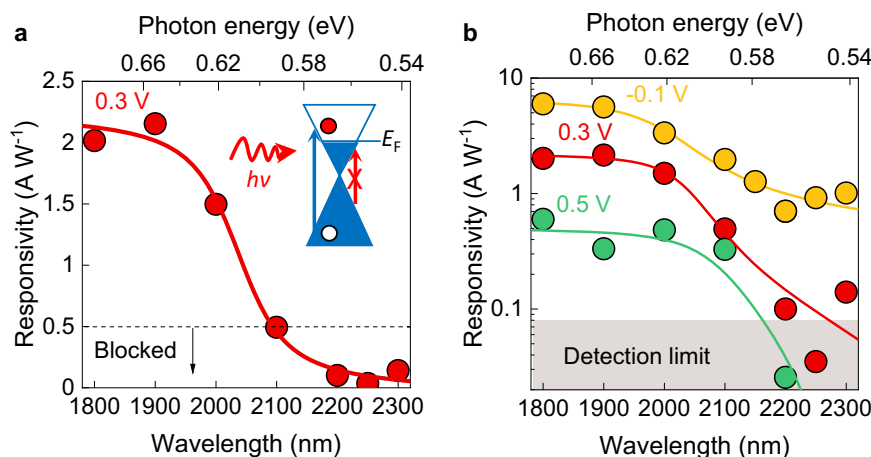 a
Photon energy (eV)
0.66 0.62 0.58 0.54
2.5
2
1.5
1
0.5
0
Responsivity (A W⁻¹)
0.3 V
hν
E_F
X
Blocked
1800 1900 2000 2100 2200 2300
Wavelength (nm)
b
Photon energy (eV)
0.66 0.62 0.58 0.54
10
1
0.1
Responsivity (A W⁻¹)
-0.1 V
0.3 V
0.5 V
Detection limit
1800 1900 2000 2100 2200 2300
Wavelength (nm)